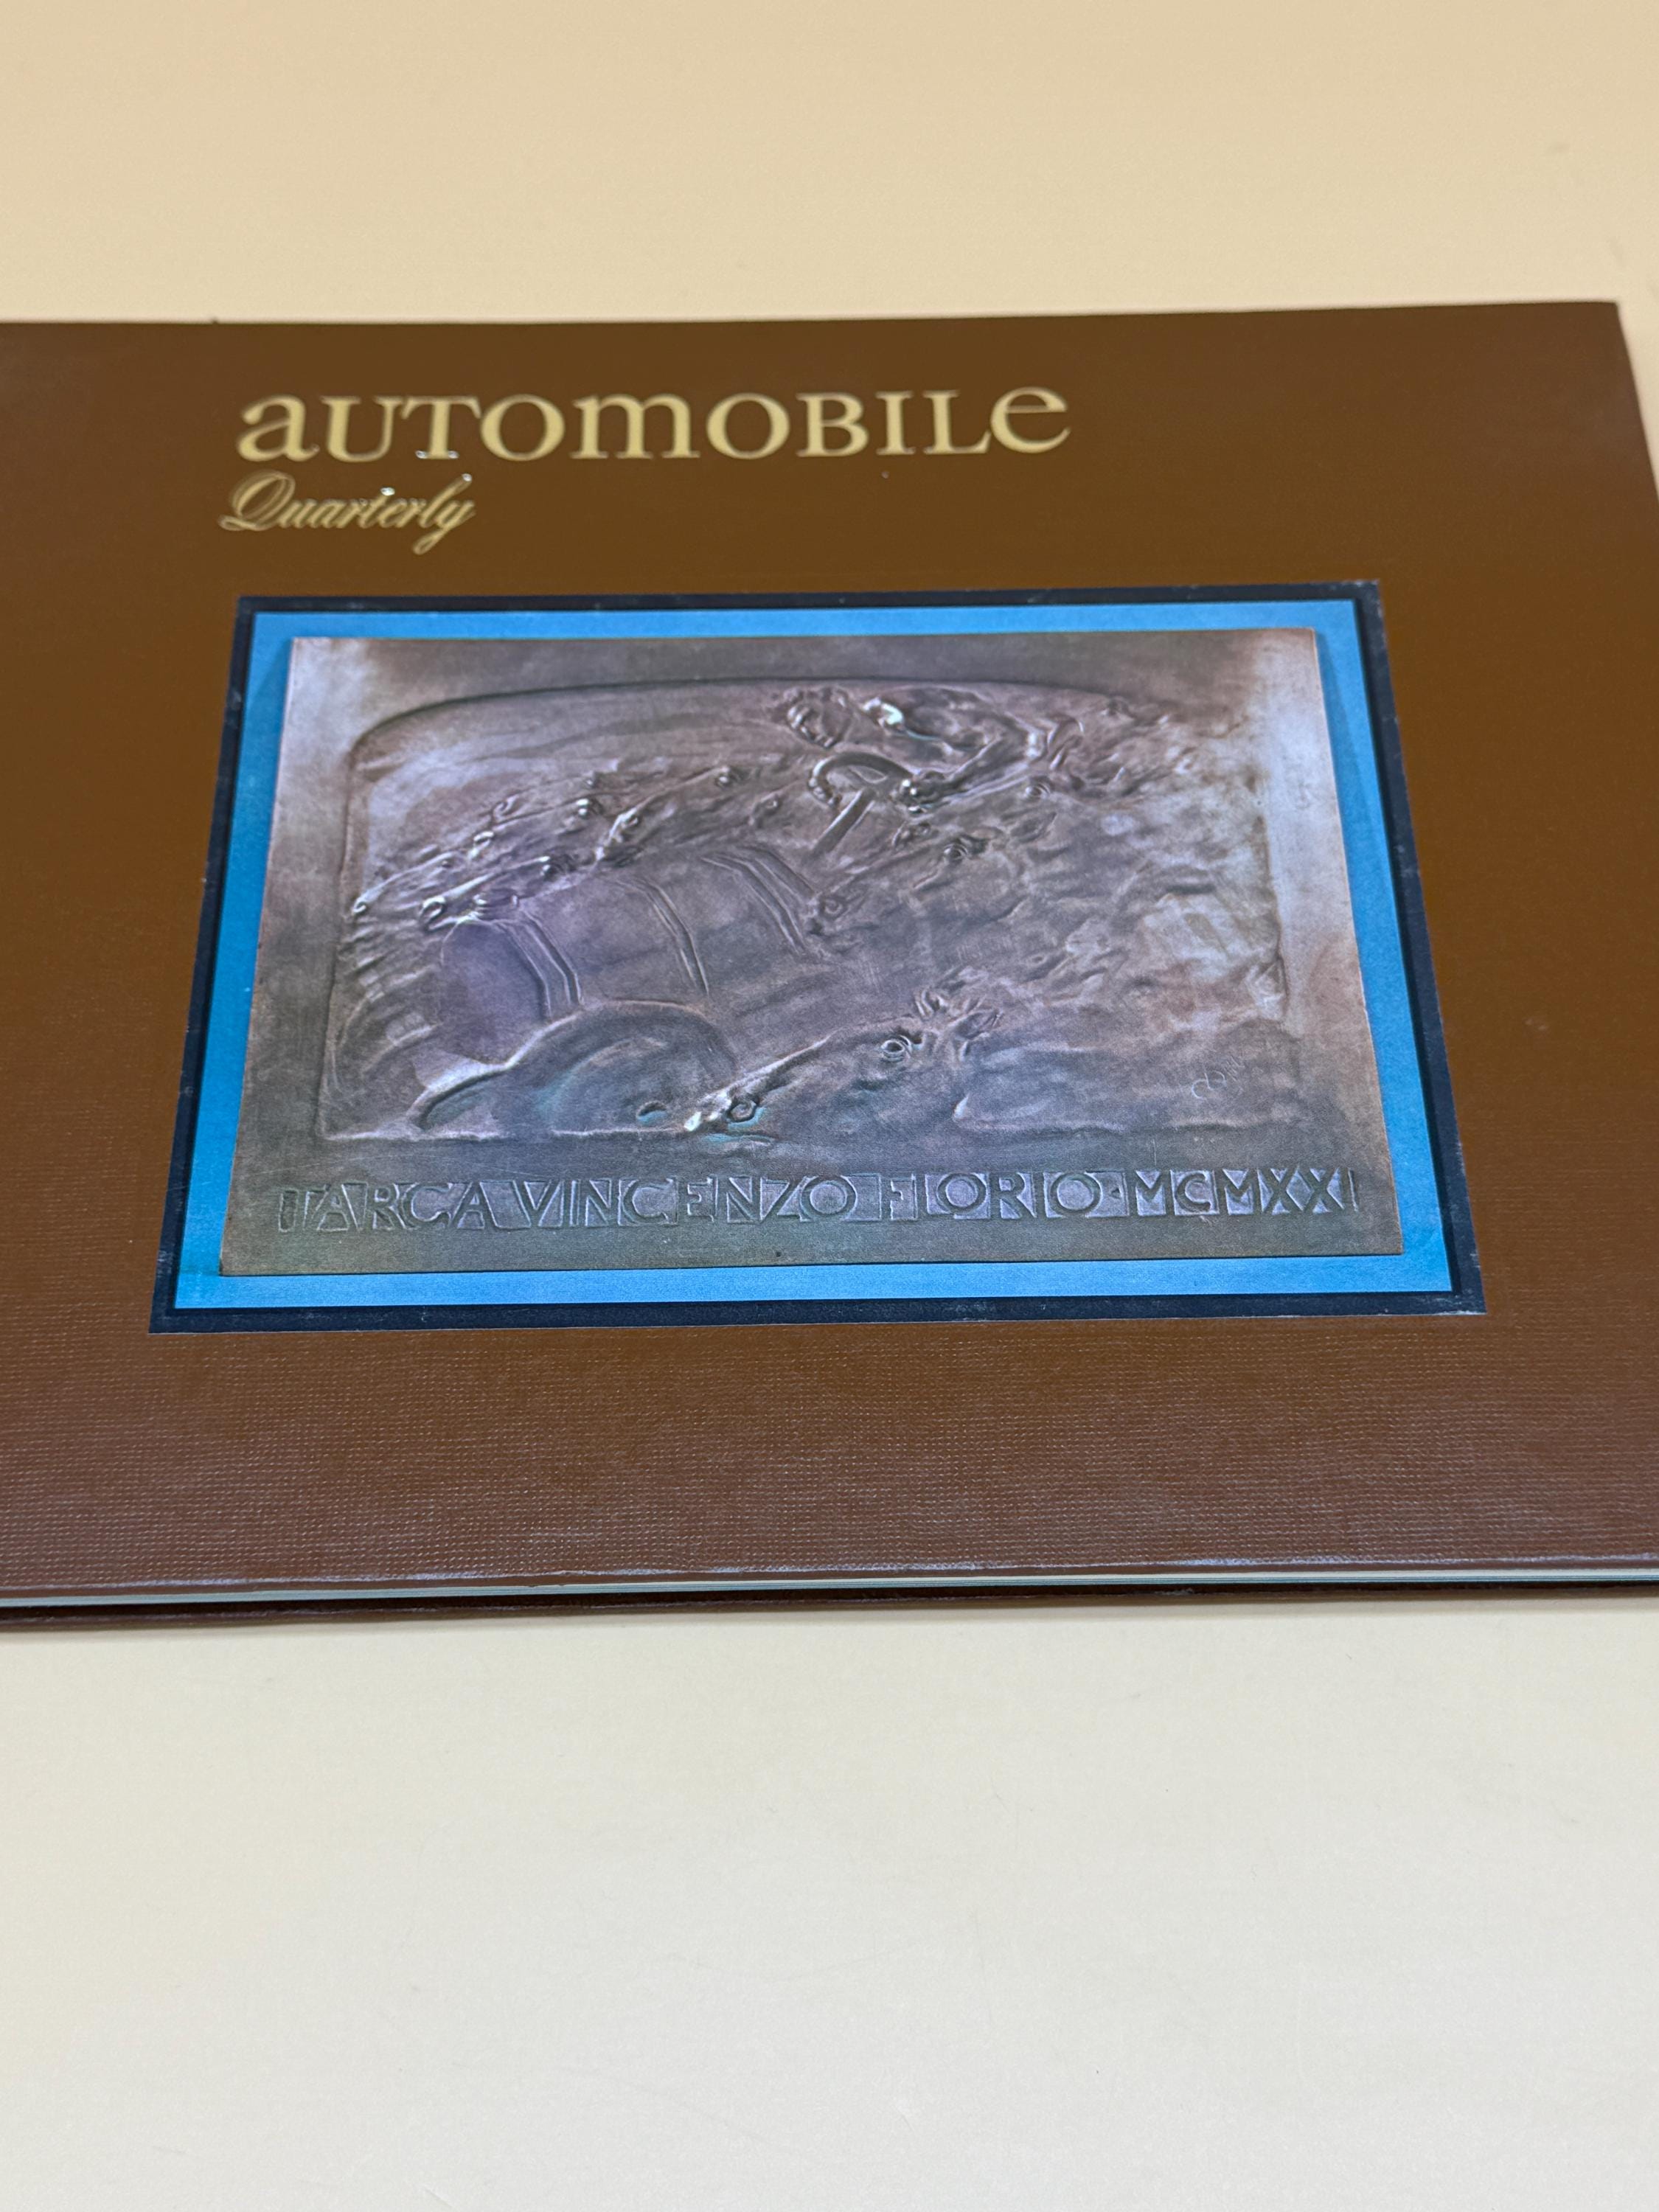 aUTOmOBILe
Quarterly
TARGA VINCENZO FLORIO·MCMXXI